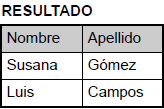 RESULTADO
Nombre Apellido
Susana Gómez
Luis Campos